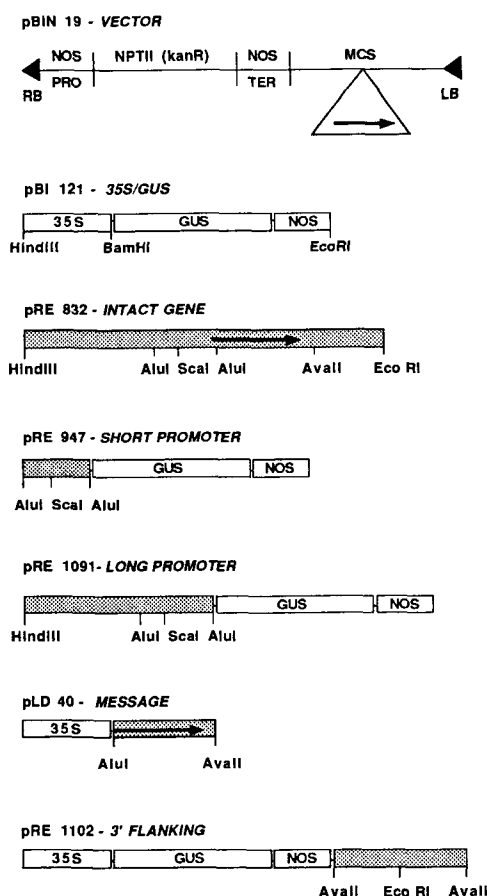 pBIN 19 - VECTOR
NOS NPTII (kanR) NOS MCS
RB PRO TER LB
pBI 121 - 35S/GUS
35S GUS NOS
HindIII BamHI EcoRI
pRE 832 - INTACT GENE
HindIII AluI ScaI AluI AvaII Eco RI
pRE 947 - SHORT PROMOTER
GUS NOS
AluI ScaI AluI
pRE 1091- LONG PROMOTER
GUS NOS
HindIII AluI ScaI AluI
pLD 40 - MESSAGE
35S
AluI AvaII
pRE 1102 - 3' FLANKING
35S GUS NOS
AvaII Eco RI AvaII